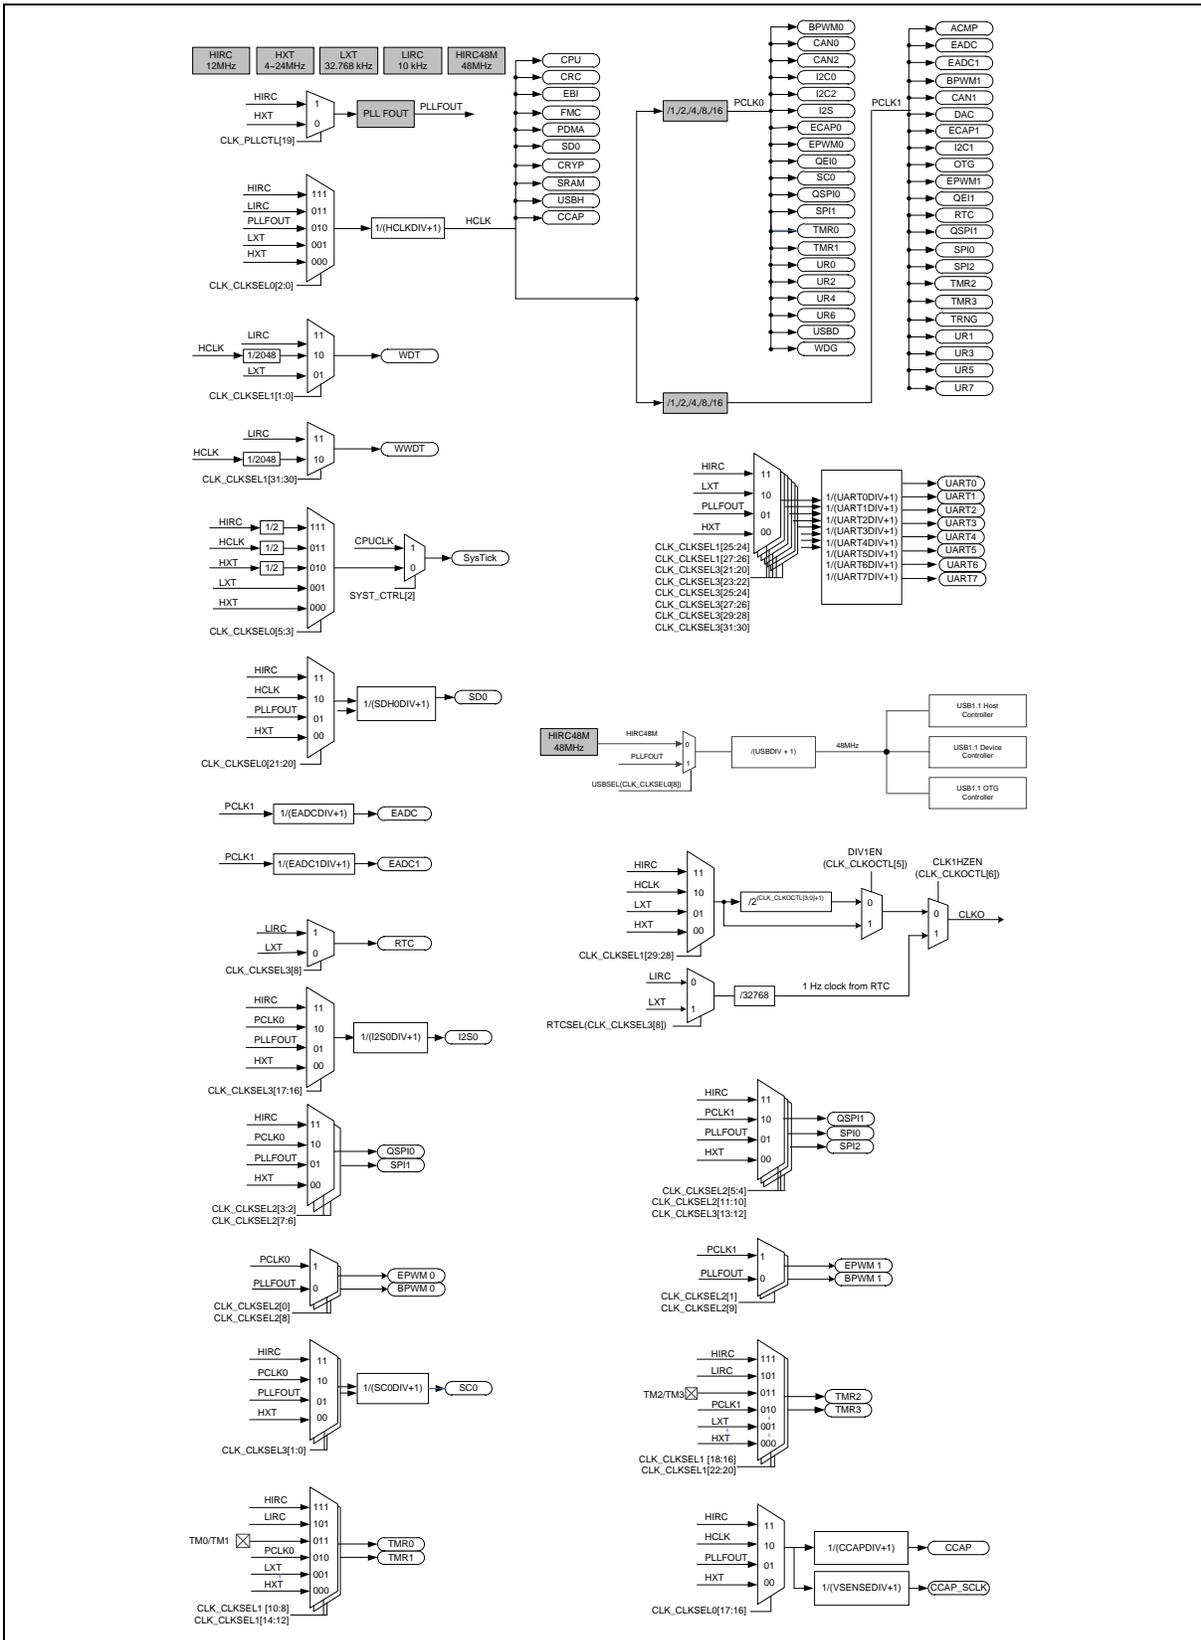 HIRC
12MHz
HXT
4~24MHz
LXT
32.768 kHz
LIRC
10 kHz
HIRC48M
48MHz
HIRC
HXT
1
0
CLK_PLLCTL[19]
PLL FOUT
PLLFOUT
HIRC
LIRC
PLLFOUT
LXT
HXT
111
011
010
001
000
CLK_CLKSEL0[2:0]
1/(HCLKDIV+1)
HCLK
CPU
CRC
EBI
FMC
PDMA
SD0
CRYP
SRAM
USBH
CCAP
/1,/2,/4,/8,/16
PCLK0
BPWM0
CAN0
CAN2
I2C0
I2C2
I2S
ECAP0
EPWM0
QEI0
SC0
QSPI0
SPI1
TMR0
TMR1
UR0
UR2
UR4
UR6
USBD
WDG
/1,/2,/4,/8,/16
PCLK1
ACMP
EADC
EADC1
BPWM1
CAN1
DAC
ECAP1
I2C1
OTG
EPWM1
QEI1
RTC
QSPI1
SPI0
SPI2
TMR2
TMR3
TRNG
UR1
UR3
UR5
UR7
LIRC
HCLK
1/2048
LXT
11
10
01
CLK_CLKSEL1[1:0]
WDT
LIRC
HCLK
1/2048
11
10
CLK_CLKSEL1[31:30]
WWDT
HIRC
1/2
HCLK
1/2
HXT
1/2
LXT
HXT
111
011
010
001
000
CLK_CLKSEL0[5:3]
CPUCLK
1
0
SYST_CTRL[2]
SysTick
HIRC
LXT
PLLFOUT
HXT
11
10
01
00
CLK_CLKSEL1[25:24]
CLK_CLKSEL1[27:26]
CLK_CLKSEL3[21:20]
CLK_CLKSEL3[23:22]
CLK_CLKSEL3[25:24]
CLK_CLKSEL3[27:26]
CLK_CLKSEL3[29:28]
CLK_CLKSEL3[31:30]
1/(UART0DIV+1)
1/(UART1DIV+1)
1/(UART2DIV+1)
1/(UART3DIV+1)
1/(UART4DIV+1)
1/(UART5DIV+1)
1/(UART6DIV+1)
1/(UART7DIV+1)
UART0
UART1
UART2
UART3
UART4
UART5
UART6
UART7
HIRC
HCLK
PLLFOUT
HXT
11
10
01
00
CLK_CLKSEL0[21:20]
1/(SDH0DIV+1)
SD0
HIRC48M
48MHz
HIRC48M
PLLFOUT
0
1
USBSEL(CLK_CLKSEL0[8])
/(USBDIV + 1)
48MHz
USB1.1 Host
Controller
USB1.1 Device
Controller
USB1.1 OTG
Controller
PCLK1
1/(EADCDIV+1)
EADC
PCLK1
1/(EADC1DIV+1)
EADC1
HIRC
HCLK
LXT
HXT
11
10
01
00
CLK_CLKSEL1[29:28]
/2(CLK_CLKOCTL[3:0]+1)
DIV1EN
(CLK_CLKOCTL[5])
0
1
CLK1HZEN
(CLK_CLKOCTL[6])
0
1
CLKO
LIRC
LXT
0
1
RTCSEL(CLK_CLKSEL3[8])
/32768
1 Hz clock from RTC
LIRC
LXT
1
0
CLK_CLKSEL3[8]
RTC
HIRC
PCLK0
PLLFOUT
HXT
11
10
01
00
CLK_CLKSEL3[17:16]
1/(I2S0DIV+1)
I2S0
HIRC
PCLK0
PLLFOUT
HXT
11
10
01
00
CLK_CLKSEL2[3:2]
CLK_CLKSEL2[7:6]
QSPI0
SPI1
HIRC
PCLK1
PLLFOUT
HXT
11
10
01
00
CLK_CLKSEL2[5:4]
CLK_CLKSEL2[11:10]
CLK_CLKSEL3[13:12]
QSPI1
SPI0
SPI2
PCLK0
PLLFOUT
1
0
CLK_CLKSEL2[0]
CLK_CLKSEL2[8]
EPWM 0
BPWM 0
PCLK1
PLLFOUT
1
0
CLK_CLKSEL2[1]
CLK_CLKSEL2[9]
EPWM 1
BPWM 1
HIRC
PCLK0
PLLFOUT
HXT
11
10
01
00
CLK_CLKSEL3[1:0]
1/(SC0DIV+1)
SC0
HIRC
LIRC
TM2/TM3
PCLK1
LXT
HXT
111
101
011
010
001
000
CLK_CLKSEL1 [18:16]
CLK_CLKSEL1[22:20]
TMR2
TMR3
HIRC
LIRC
TM0/TM1
PCLK0
LXT
HXT
111
101
011
010
001
000
CLK_CLKSEL1 [10:8]
CLK_CLKSEL1[14:12]
TMR0
TMR1
HIRC
HCLK
PLLFOUT
HXT
11
10
01
00
CLK_CLKSEL0[17:16]
1/(CCAPDIV+1)
CCAP
1/(VSENSEDIV+1)
CCAP_SCLK